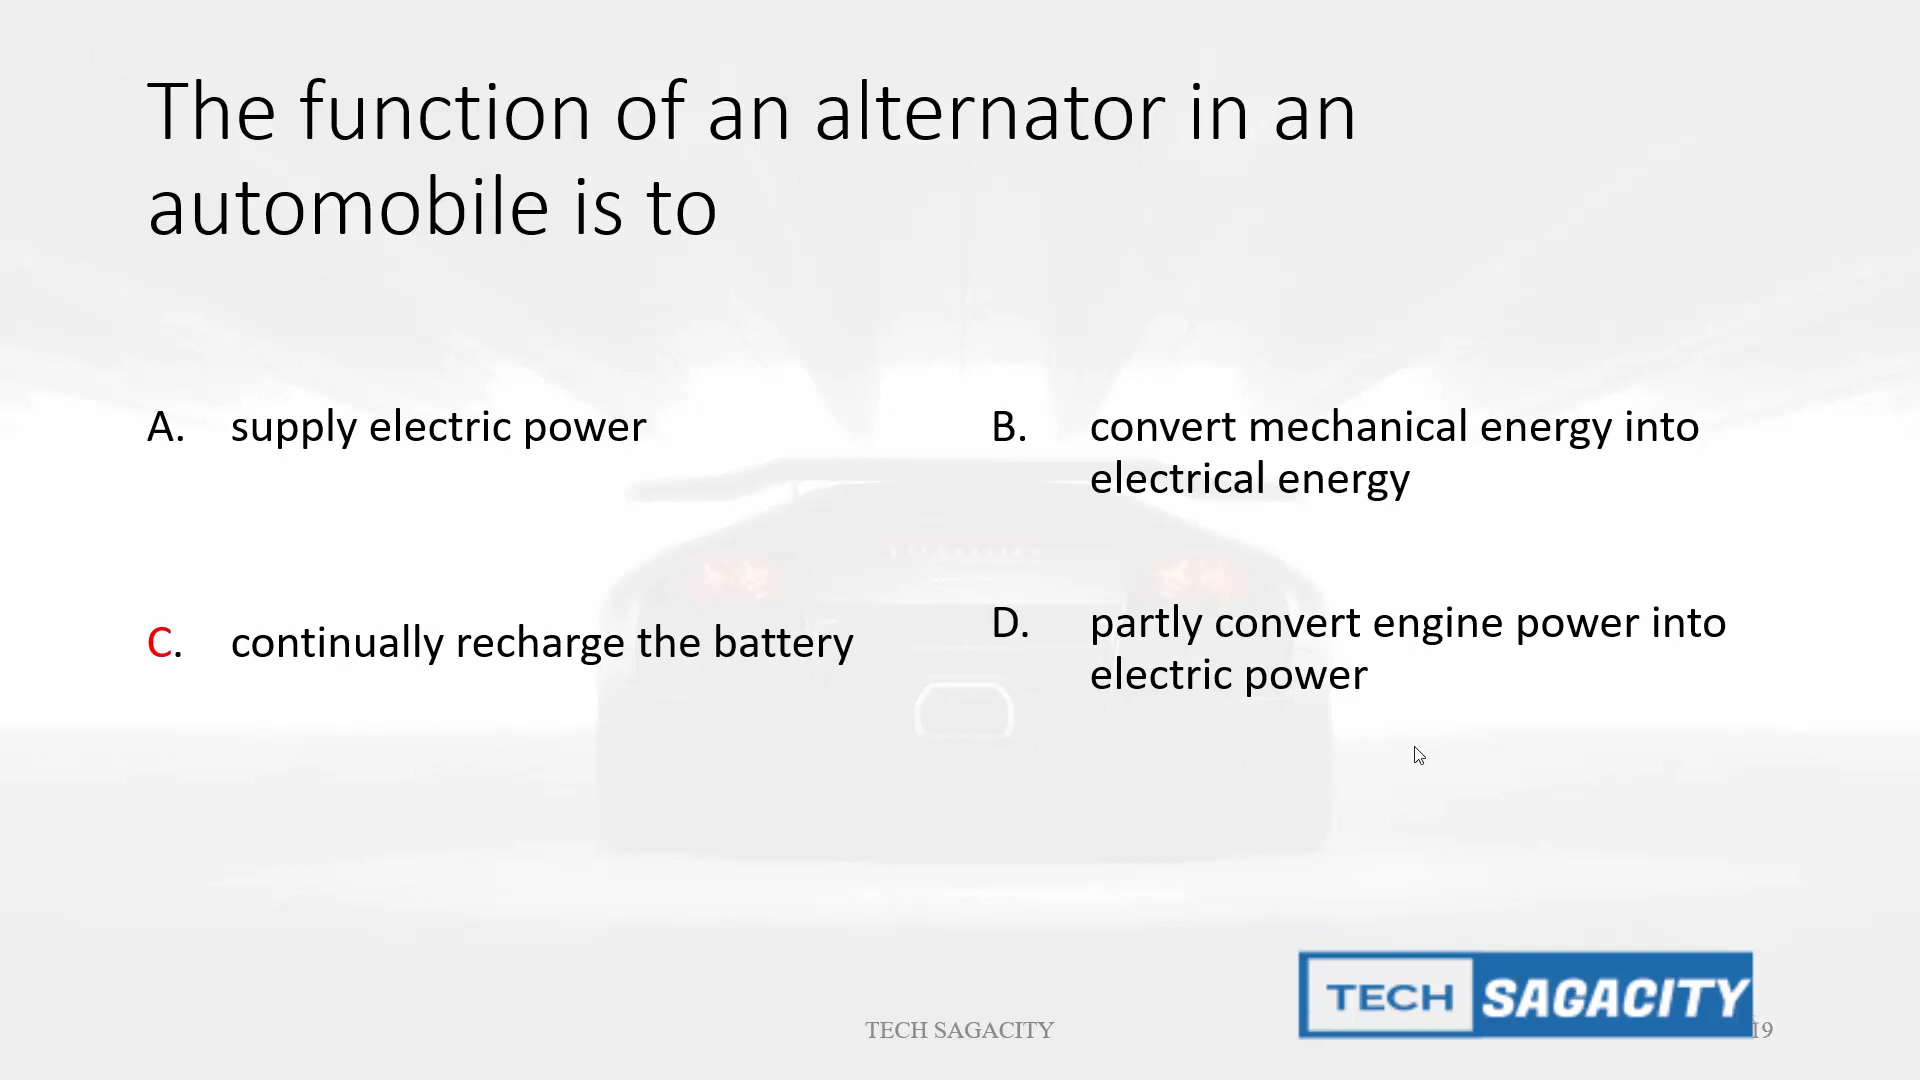 The function of an alternator in an
automobile is to
A. supply electric power
B. convert mechanical energy into
electrical energy
C. continually recharge the battery
D. partly convert engine power into
electric power
TECH SAGACITY
TECH SAGACITY
19